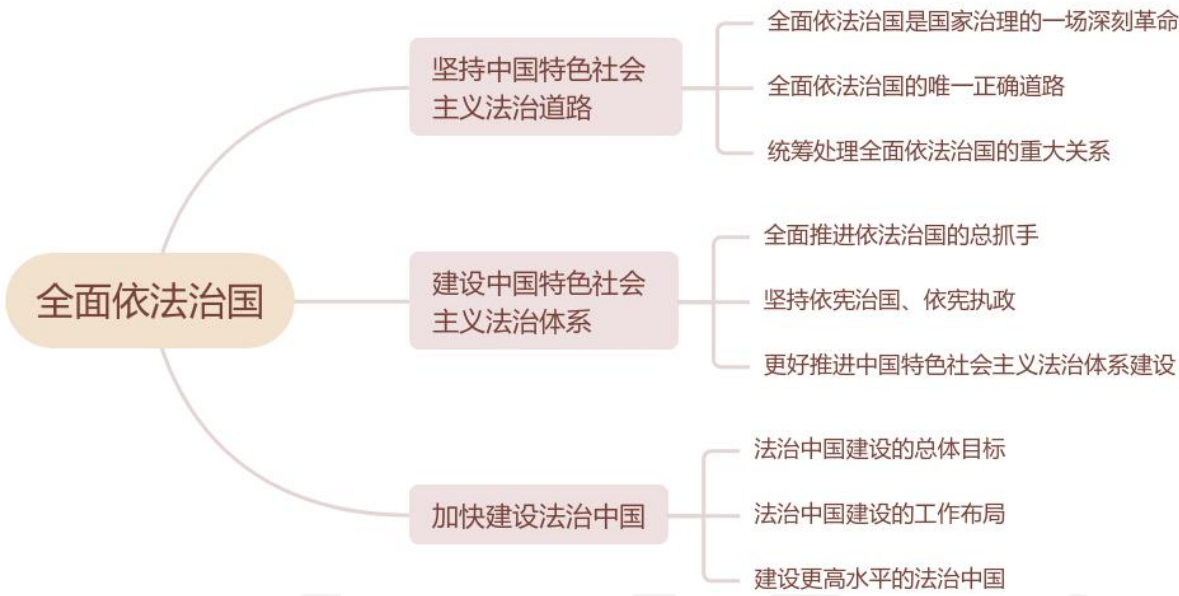 全面依法治国
坚持中国特色社会
主义法治道路
全面依法治国是国家治理的一场深刻革命
全面依法治国的唯一正确道路
统筹处理全面依法治国的重大关系
建设中国特色社会
主义法治体系
全面推进依法治国的总抓手
坚持依宪治国、依宪执政
更好推进中国特色社会主义法治体系建设
加快建设法治中国
法治中国建设的总体目标
法治中国建设的工作布局
建设更高水平的法治中国